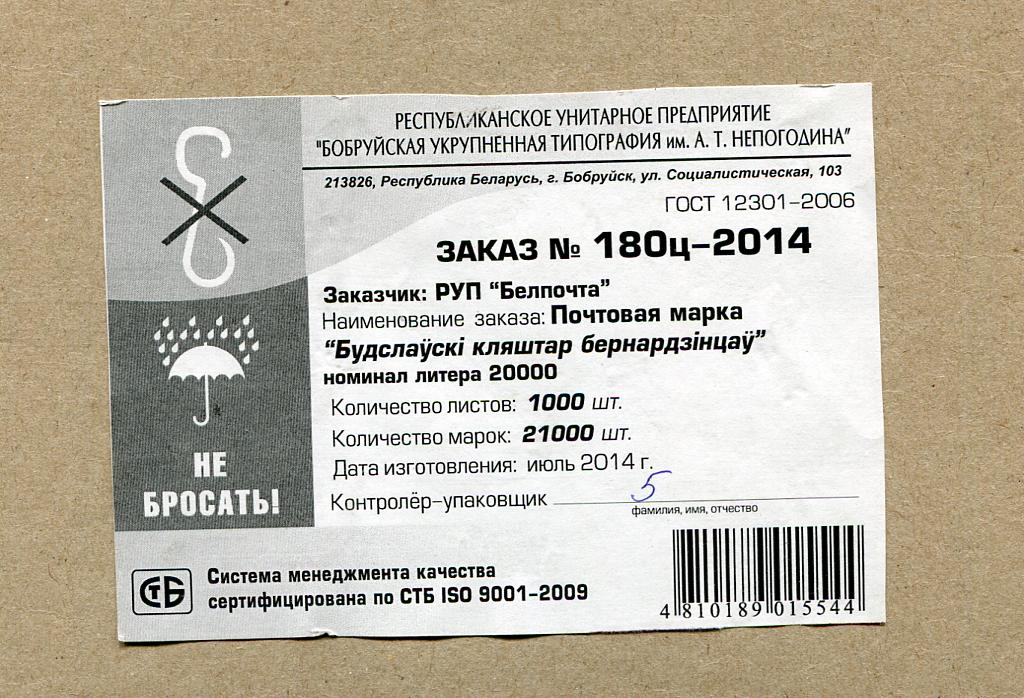 РЕСПУБЛИКАНСКОЕ УНИТАРНОЕ ПРЕДПРИЯТИЕ
"БОБРУЙСКАЯ УКРУПНЕННАЯ ТИПОГРАФИЯ им. А. Т. НЕПОГОДИНА"
213826, Республика Беларусь, г. Бобруйск, ул. Социалистическая, 103
ГОСТ 12301-2006
ЗАКАЗ № 180ц-2014
Заказчик: РУП "Белпочта"
Наименование заказа: Почтовая марка
"Будслаўскі кляштар бернардзінцаў"
номинал литера 20000
Количество листов: 1000 шт.
Количество марок: 21000 шт.
Дата изготовления: июль 2014 г.
Контролёр-упаковщик 5
фамилия, имя, отчество
НЕ
БРОСАТЬ!
СТБ
Система менеджмента качества
сертифицирована по СТБ ISO 9001-2009
4 810189 015544